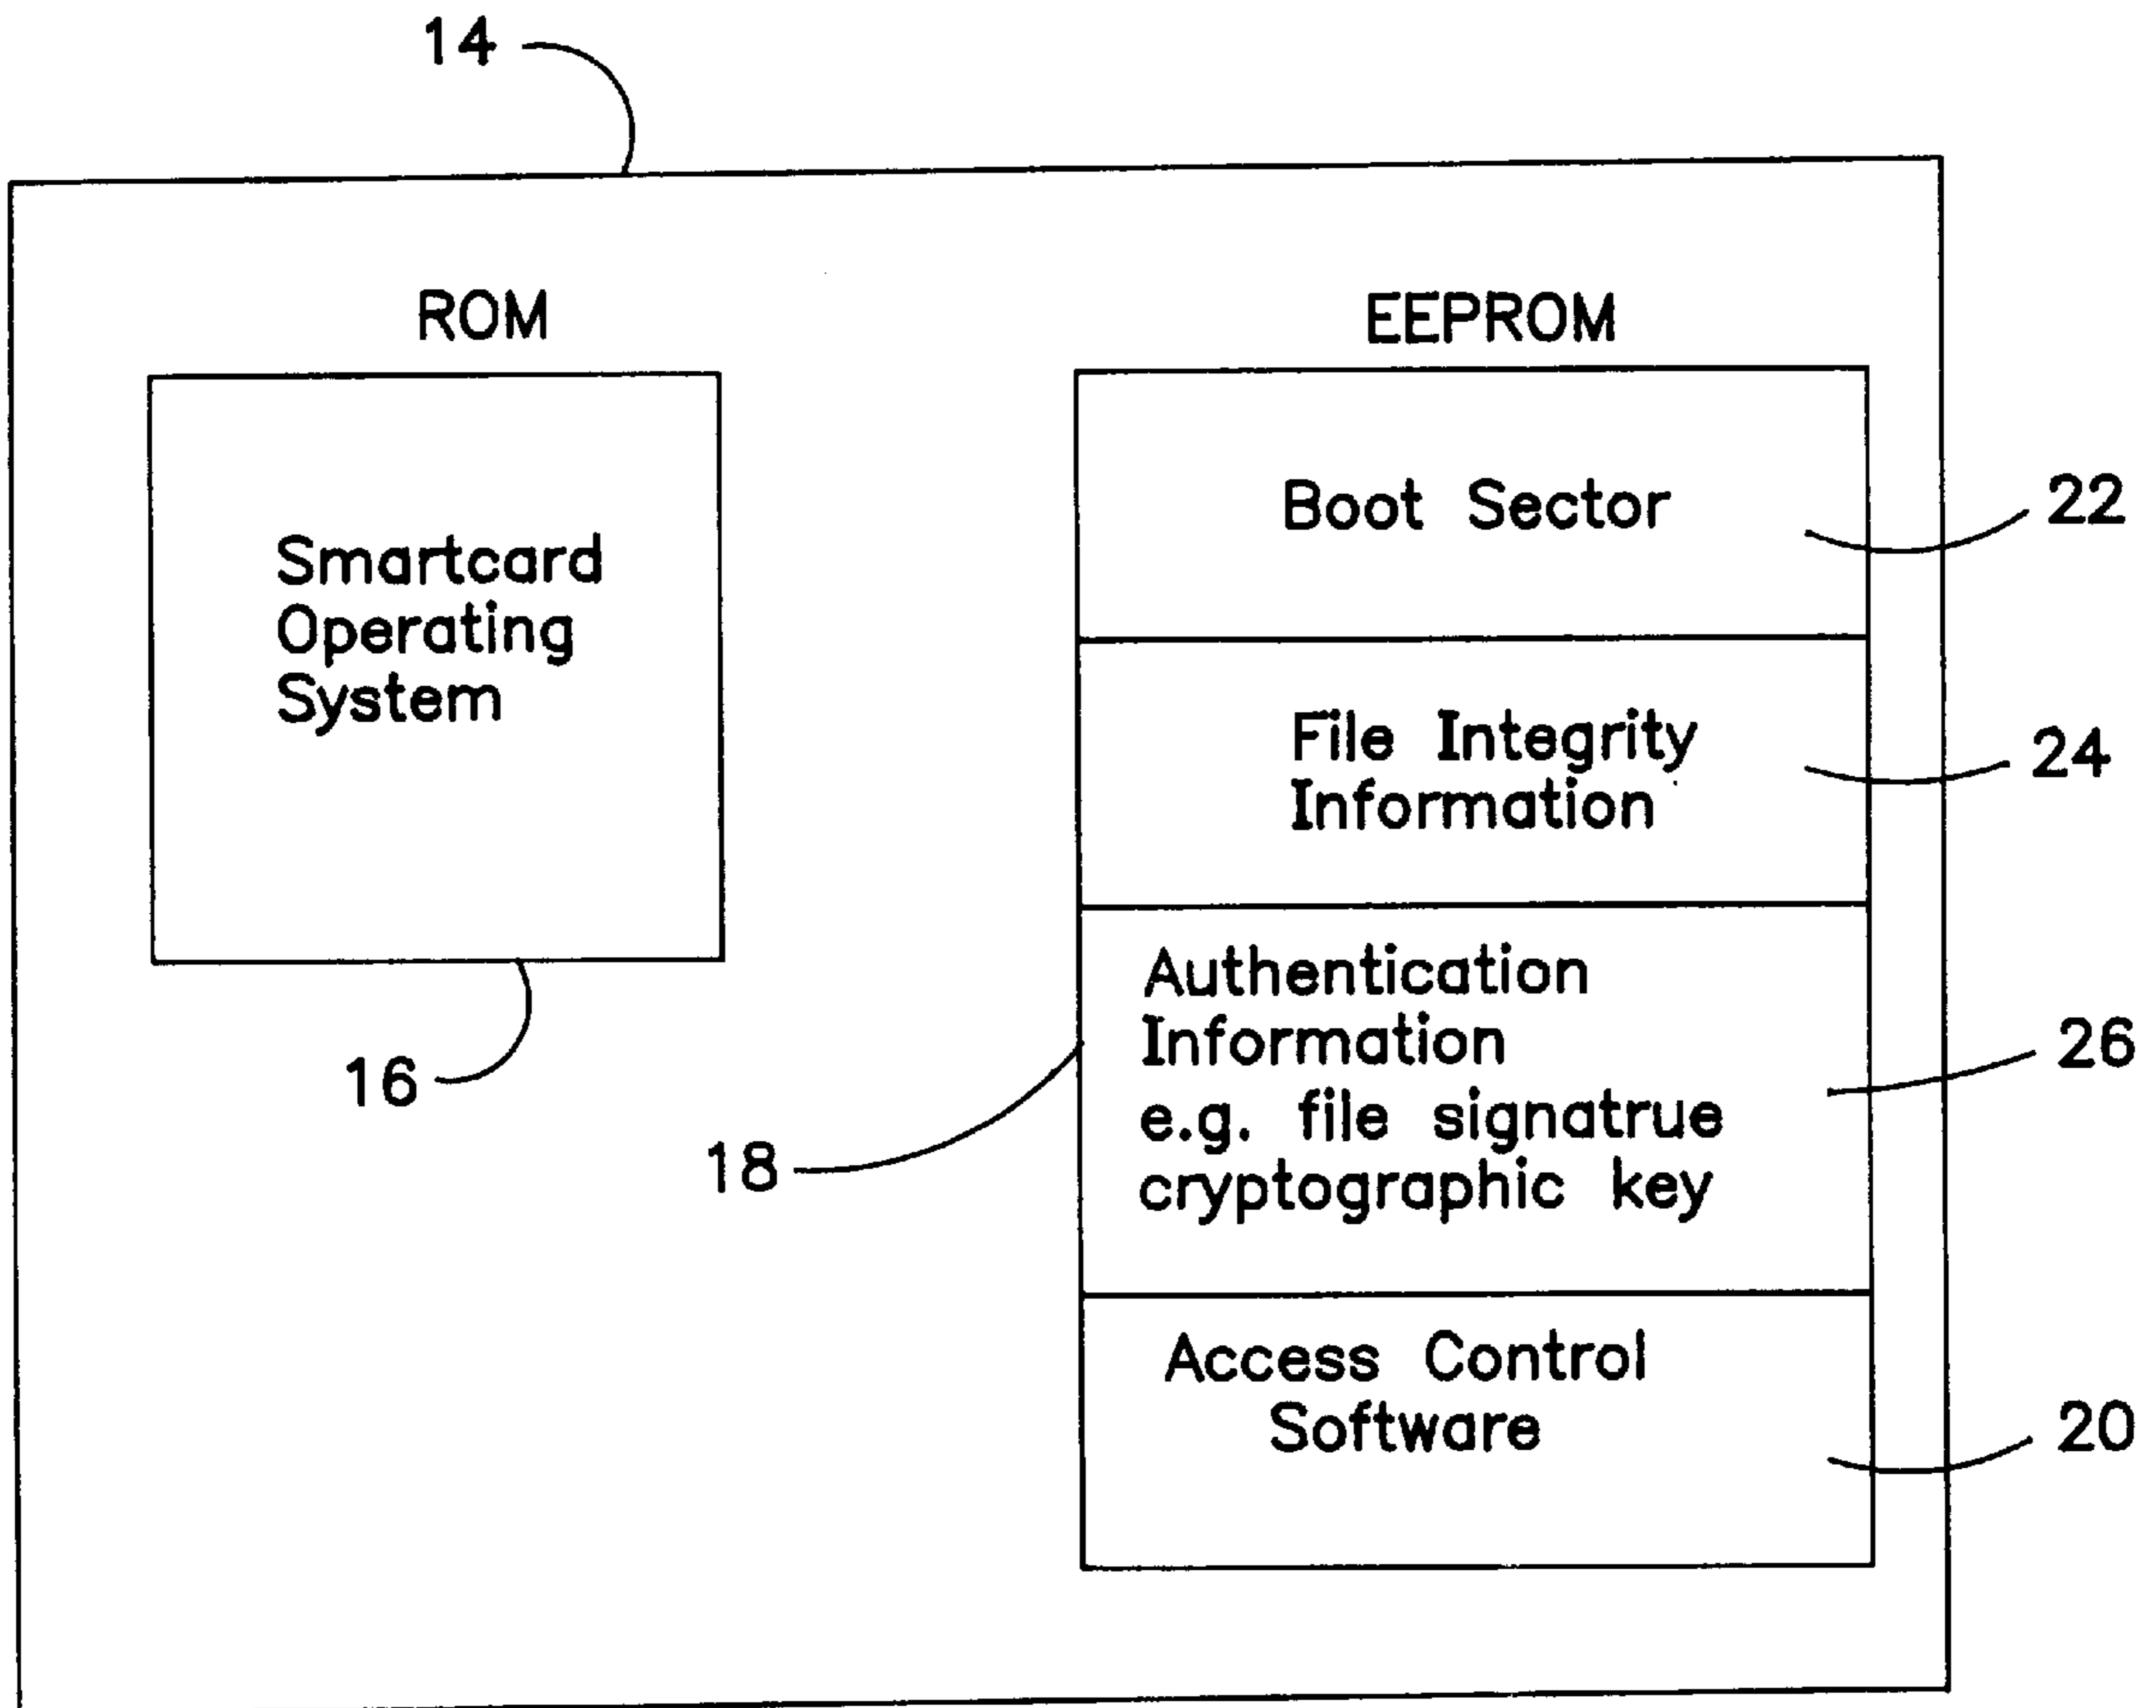 14
ROM
Smartcard
Operating
System
16
EEPROM
Boot Sector
22
File Integrity
Information
24
Authentication
Information
e.g. file signatrue
cryptographic key
26
18
Access Control
Software
20